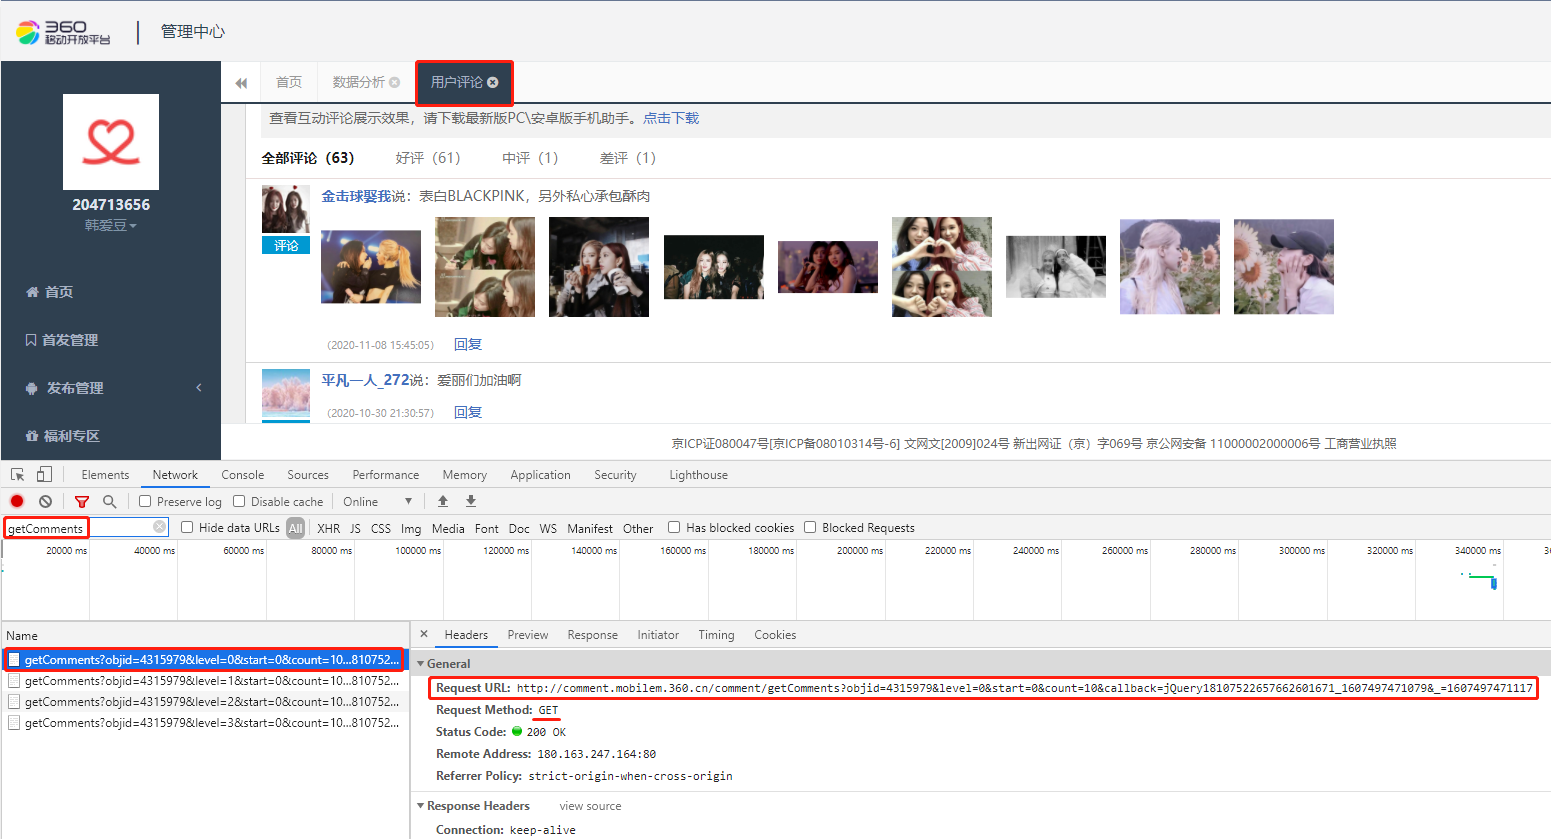 360
移动开放平台
管理中心
204713656
韩爱豆
首页
首发管理
发布管理
福利专区
首页
数据分析
用户评论
查看互动评论展示效果，请下载最新版PC\安卓版手机助手。点击下载
全部评论（63） 好评（61） 中评（1） 差评（1）
金击球娶我说：表白BLACKPINK，另外私心承包酥肉
评论
（2020-11-08 15:45:05） 回复
平凡一人_272说：爱丽们加油啊
（2020-10-30 21:30:57） 回复
京ICP证080047号[京ICP备08010314号-6] 文网文[2009]024号 新出网证（京）字069号 京公网安备 11000002000006号 工商营业执照
Elements Network Console Sources Performance Memory Application Security Lighthouse
Preserve log Disable cache Online
getComments Hide data URLs All XHR JS CSS Img Media Font Doc WS Manifest Other Has blocked cookies Blocked Requests
20000 ms 40000 ms 60000 ms 80000 ms 100000 ms 120000 ms 140000 ms 160000 ms 180000 ms 200000 ms 220000 ms 240000 ms 260000 ms 280000 ms 300000 ms 320000 ms 340000 ms
Name
getComments?objid=4315979&level=0&start=0&count=10...810752...
getComments?objid=4315979&level=1&start=0&count=10...810752...
getComments?objid=4315979&level=2&start=0&count=10...810752...
getComments?objid=4315979&level=3&start=0&count=10...810752...
Headers Preview Response Initiator Timing Cookies
General
Request URL: http://comment.mobilem.360.cn/comment/getComments?objid=4315979&level=0&start=0&count=10&callback=jQuery18107522657662601671_1607497471079&_=1607497471117
Request Method: GET
Status Code: 200 OK
Remote Address: 180.163.247.164:80
Referrer Policy: strict-origin-when-cross-origin
Response Headers view source
Connection: keep-alive